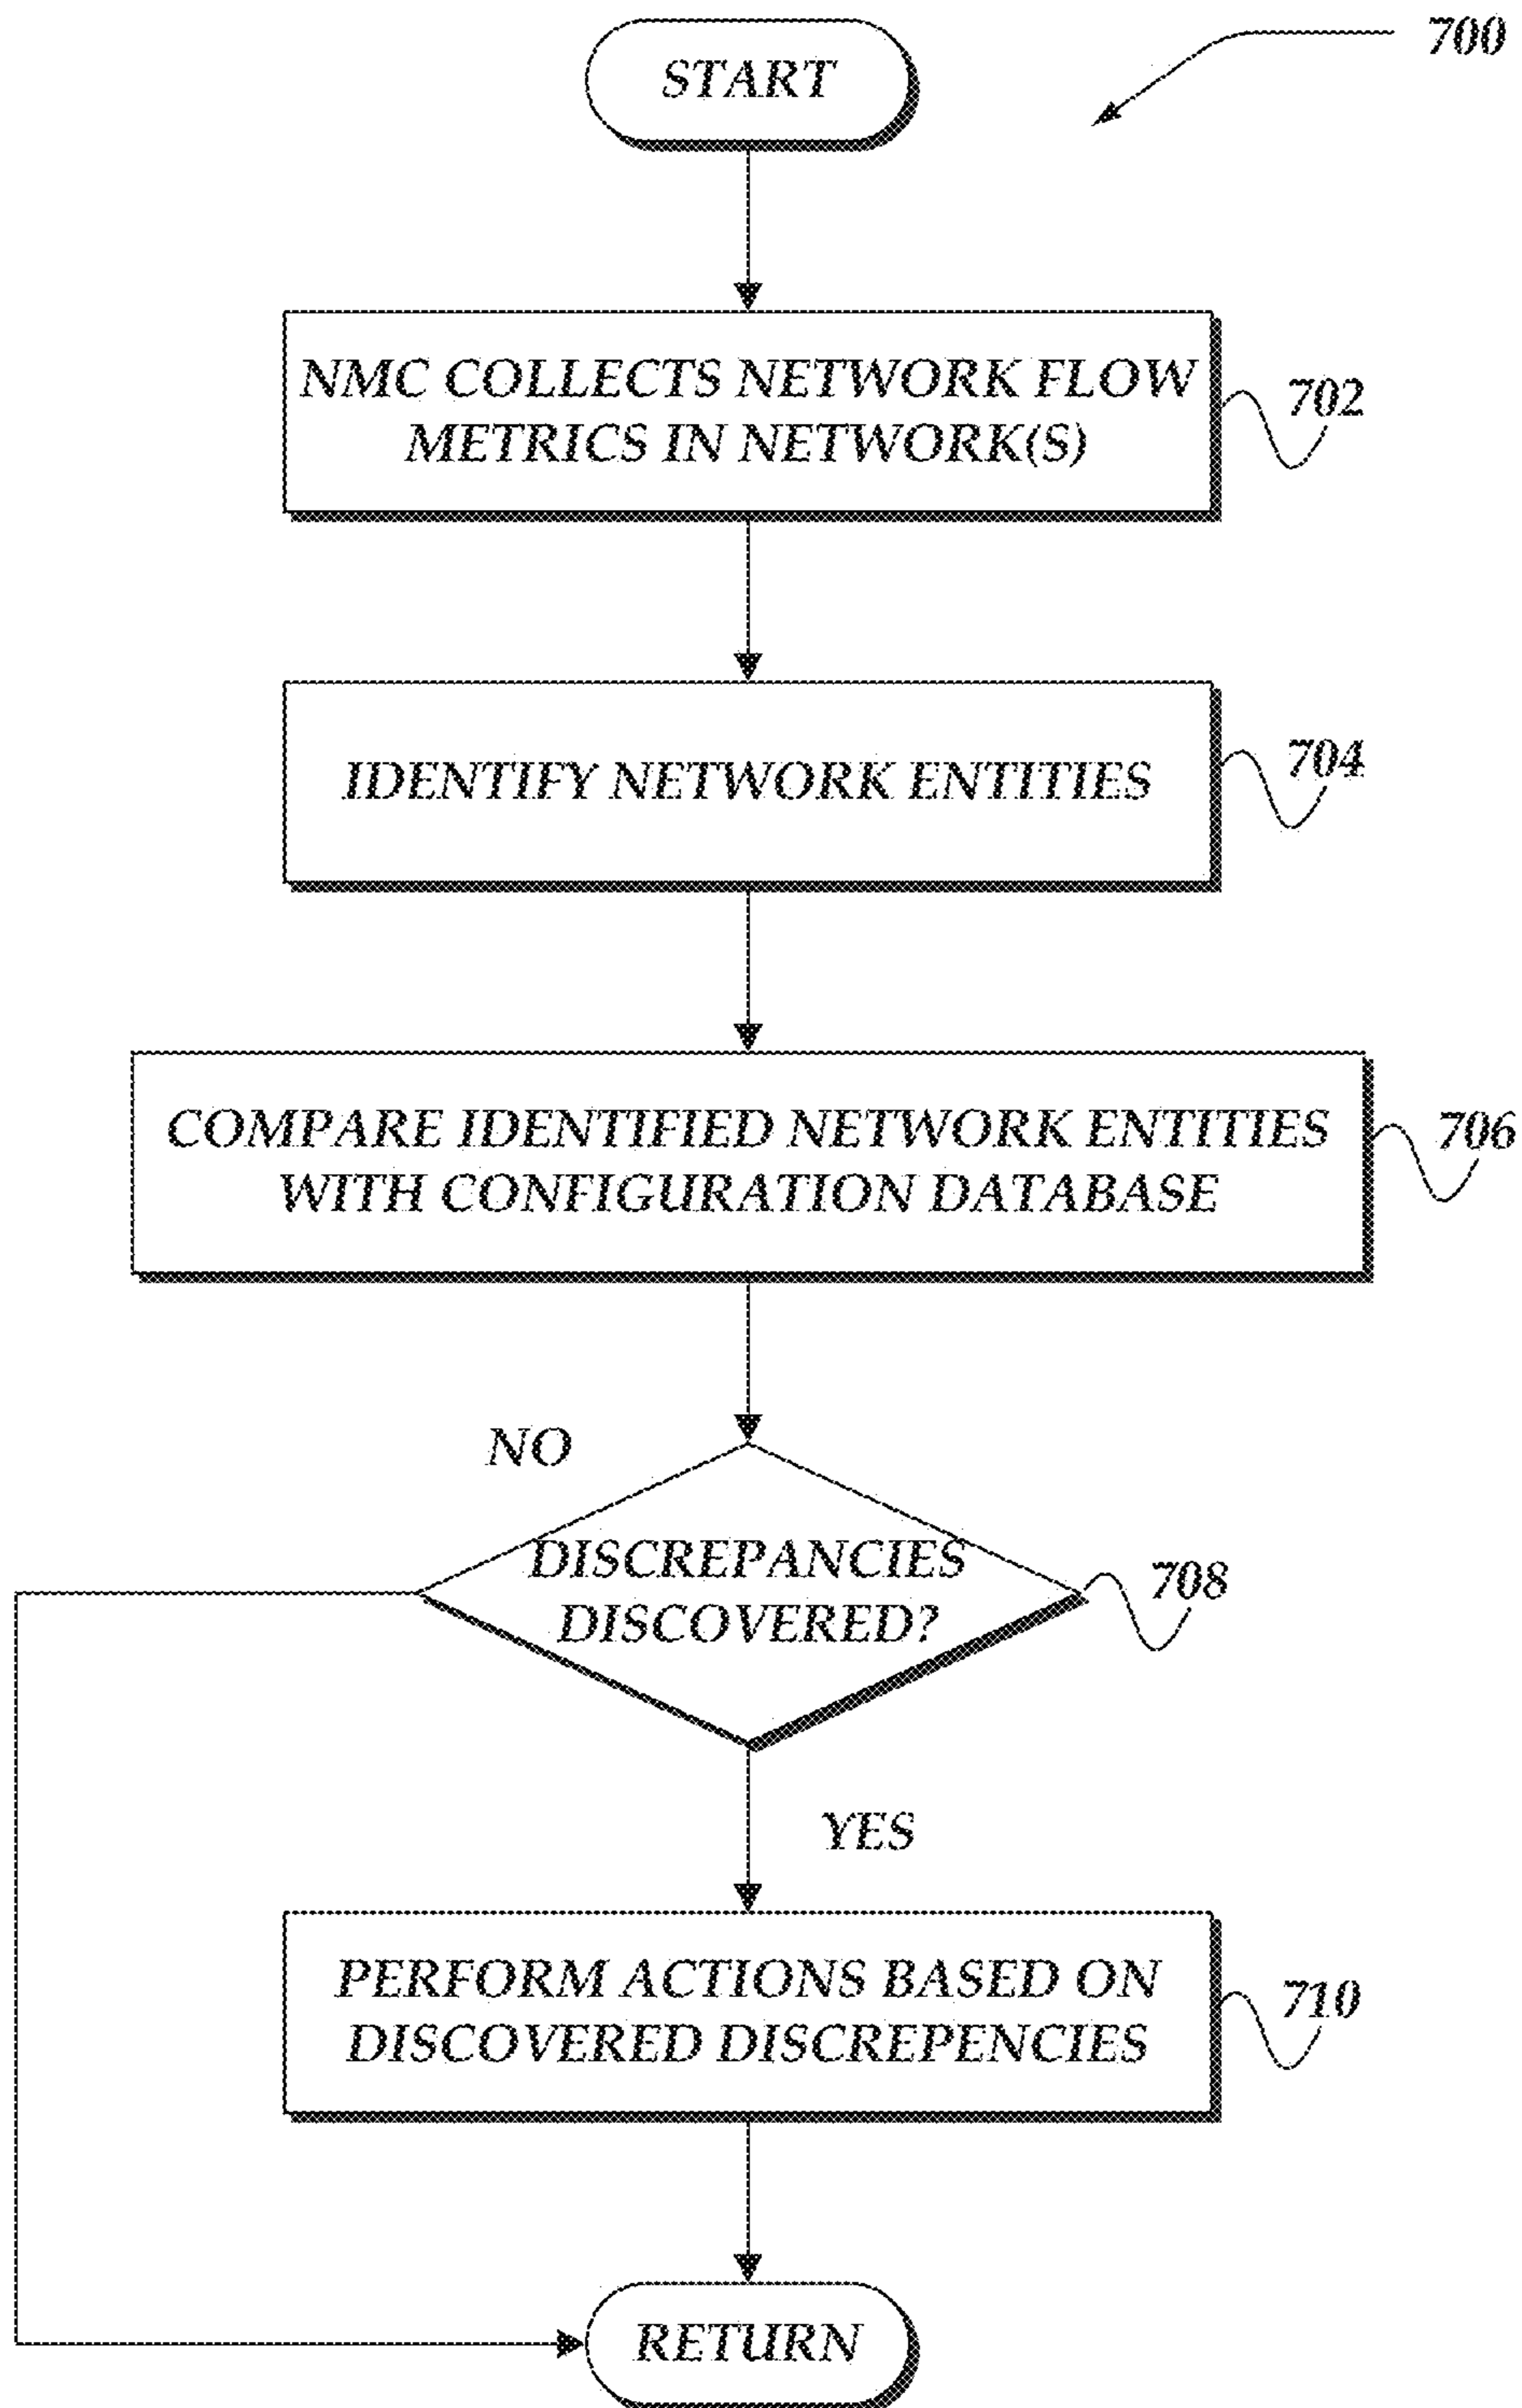 START
700
NMC COLLECTS NETWORK FLOW
METRICS IN NETWORK(S)
702
IDENTIFY NETWORK ENTITIES
704
COMPARE IDENTIFIED NETWORK ENTITIES
WITH CONFIGURATION DATABASE
706
NO
DISCREPANCIES
DISCOVERED?
708
YES
PERFORM ACTIONS BASED ON
DISCOVERED DISCREPENCIES
710
RETURN